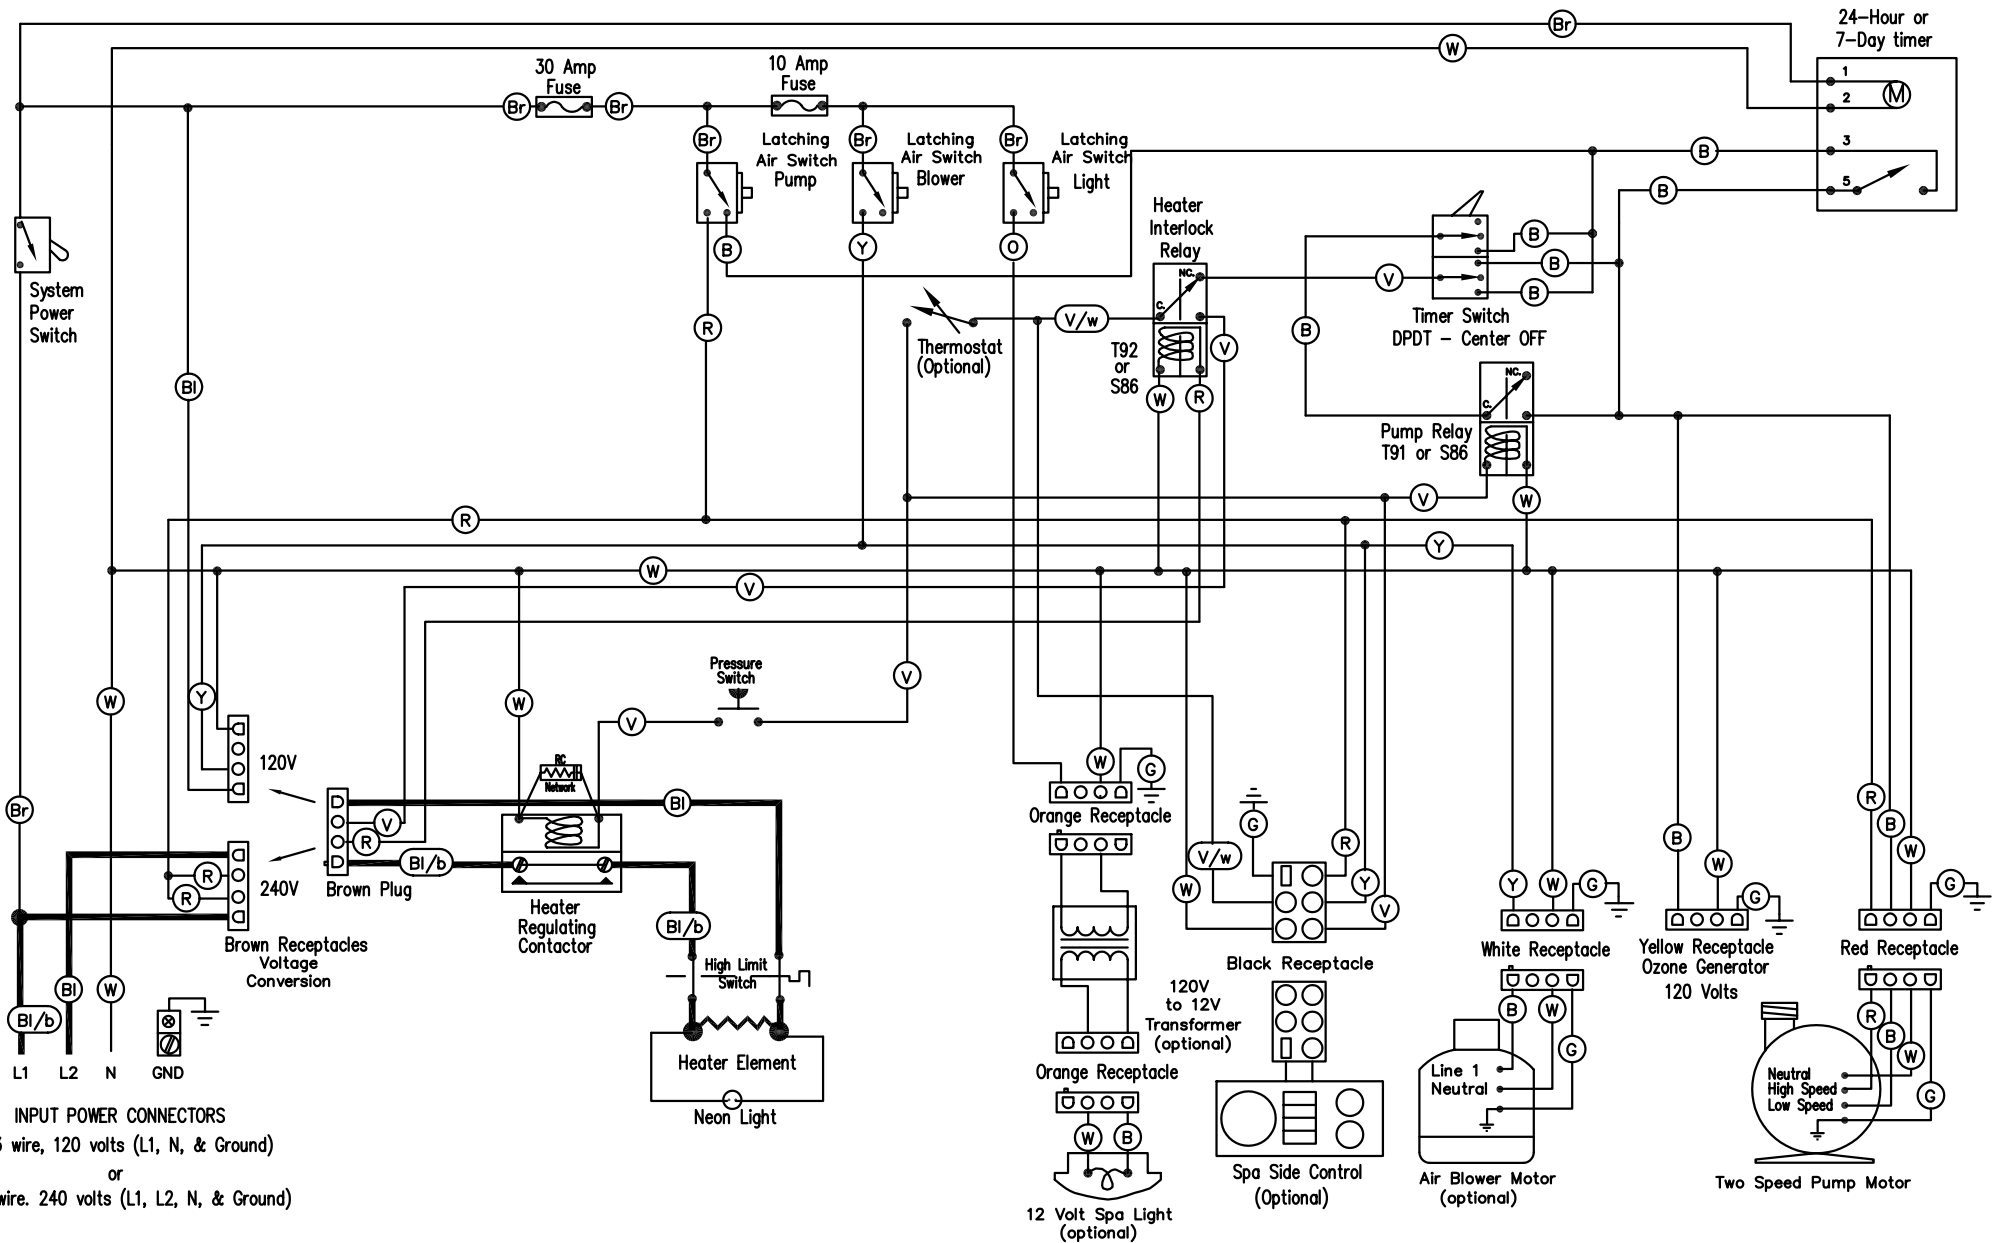 24-Hour or
7-Day timer
Br
W
1
M
2
3
B
5
B
30 Amp
Fuse
10 Amp
Fuse
Br
Br
Br
Latching
Air Switch
Pump
Br
Latching
Air Switch
Blower
Br
Latching
Air Switch
Light
B
Y
O
Heater
Interlock
Relay
NC.
C.
V
B
B
B
Timer Switch
DPDT - Center OFF
System
Power
Switch
Bl
R
Thermostat
(Optional)
V/w
T92
or
S86
V
W
R
B
NC.
C.
Pump Relay
T91 or S86
V
W
R
Y
W
V
W
Y
W
Pressure
Switch
V
V
RC
Network
120V
Br
V
R
Bl
Bl/b
Brown Plug
R
R
240V
Brown Receptacles
Voltage
Conversion
Heater
Regulating
Contactor
Bl/b
High Limit
Switch
Heater Element
Neon Light
Bl
W
Bl/b
L1
L2
N
GND
INPUT POWER CONNECTORS
wire, 120 volts (L1, N, & Ground)
or
wire. 240 volts (L1, L2, N, & Ground)
W
G
Orange Receptacle
120V
to 12V
Transformer
(optional)
Orange Receptacle
W
B
12 Volt Spa Light
(optional)
G
V/w
W
R
Y
V
Black Receptacle
Spa Side Control
(Optional)
Y
W
G
White Receptacle
B
W
G
Line 1
Neutral
Air Blower Motor
(optional)
B
W
G
Yellow Receptacle
Ozone Generator
120 Volts
R
B
W
G
Red Receptacle
R
B
W
G
Neutral
High Speed
Low Speed
Two Speed Pump Motor